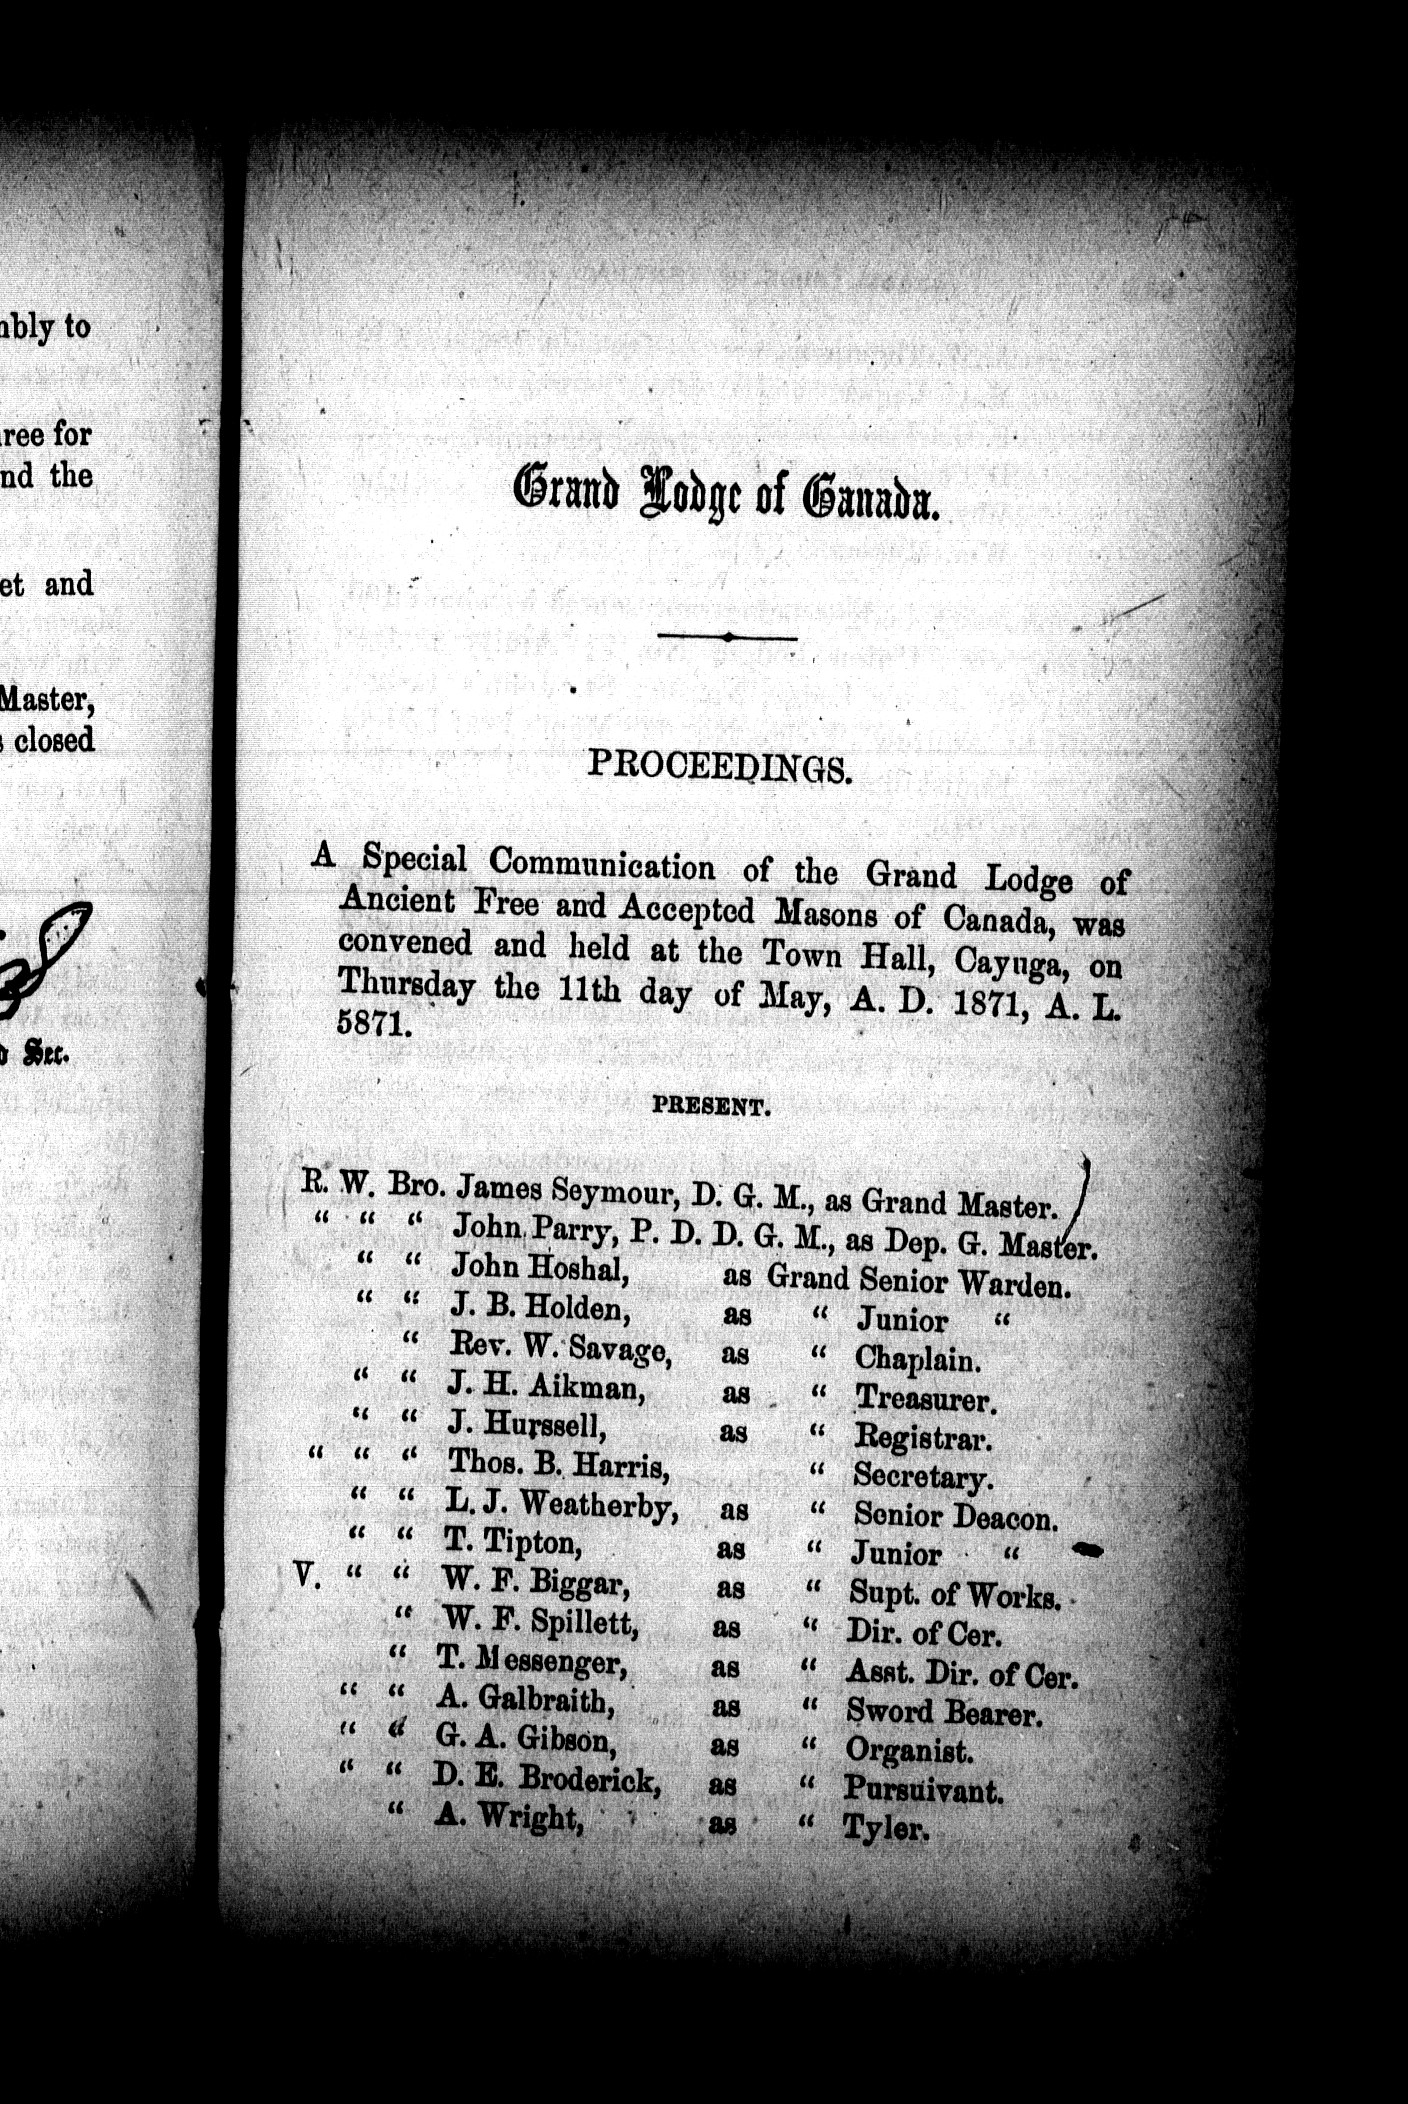 bly to
ree for
nd the
et and
Master,
closed
Sec.
Grand Lodge of Canada.
PROCEEDINGS.
A Special Communication of the Grand Lodge of
Ancient Free and Accepted Masons of Canada, was
convened and held at the Town Hall, Cayuga, on
Thursday the 11th day of May, A. D. 1871, A. L.
5871.
PRESENT.
R. W. Bro. James Seymour, D. G. M., as Grand Master.
“ “ “ John Parry, P. D. D. G. M., as Dep. G. Master.
“ “ John Hoshal, as Grand Senior Warden.
“ “ J. B. Holden, as “ Junior “
“ Rev. W. Savage, as “ Chaplain.
“ “ J. H. Aikman, as “ Treasurer.
“ “ J. Hurssell, as “ Registrar.
“ “ “ Thos. B. Harris, “ Secretary.
“ “ L. J. Weatherby, as “ Senior Deacon.
“ “ T. Tipton, as “ Junior “
V. “ “ W. F. Biggar, as “ Supt. of Works.
“ W. F. Spillett, as “ Dir. of Cer.
“ T. Messenger, as “ Asst. Dir. of Cer.
“ “ A. Galbraith, as “ Sword Bearer.
“ “ G. A. Gibson, as “ Organist.
“ “ D. E. Broderick, as “ Pursuivant.
“ A. Wright, as “ Tyler.